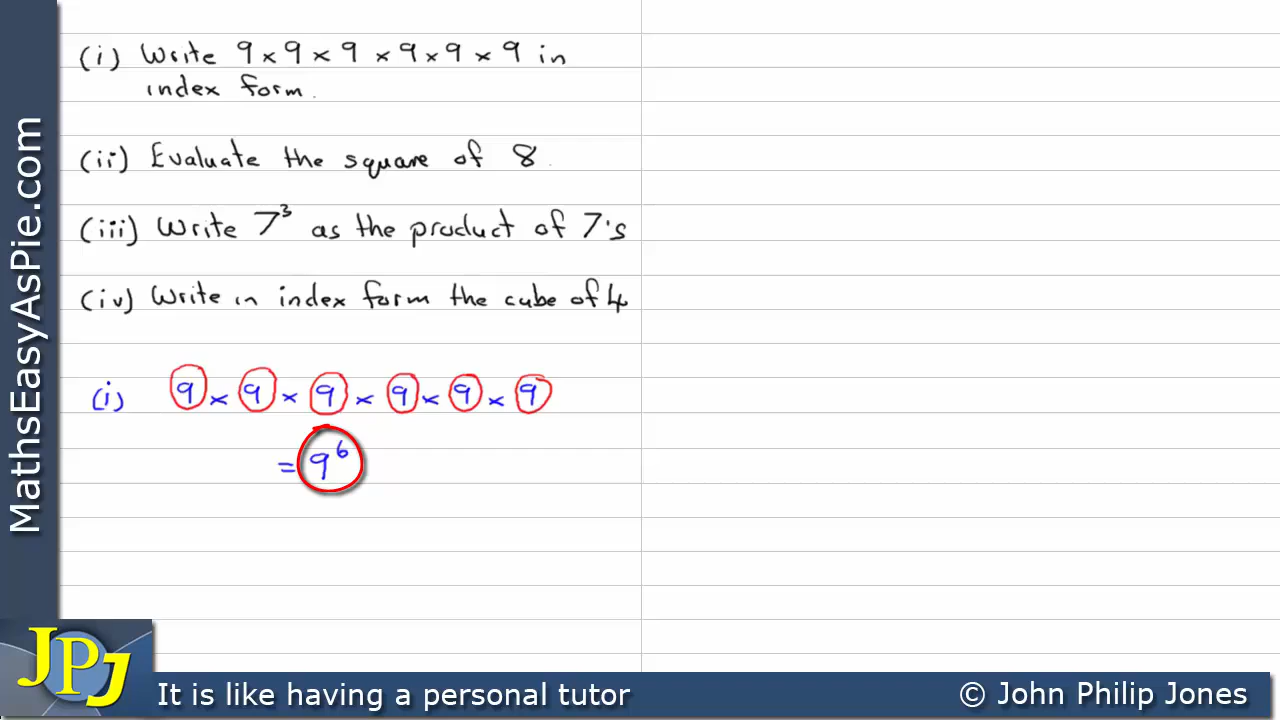 (i) Write 9 × 9 × 9 × 9 × 9 × 9 in
index form.
(ii) Evaluate the square of 8.
(iii) Write 7³ as the product of 7's
(iv) Write in index form the cube of 4
(i) 9 × 9 × 9 × 9 × 9 × 9
= 9⁶
MathsEasyAsPie.com
JPJ
It is like having a personal tutor
© John Philip Jones